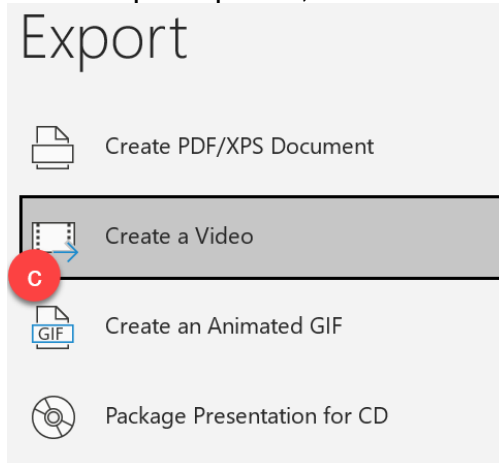 Export
Create PDF/XPS Document
Create a Video
C
GIF
Create an Animated GIF
Package Presentation for CD